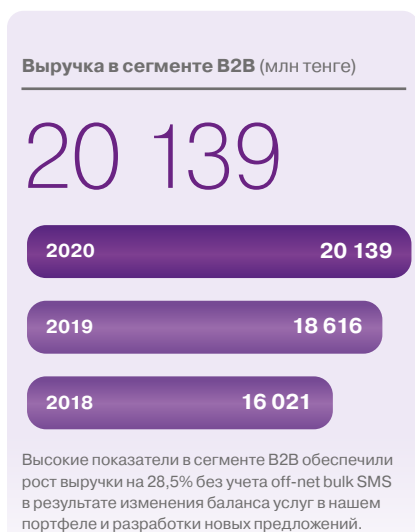 Выручка в сегменте B2B (млн тенге)
20 139
2020 20 139
2019 18 616
2018 16 021
Высокие показатели в сегменте B2B обеспечили
рост выручки на 28,5% без учета off-net bulk SMS
в результате изменения баланса услуг в нашем
портфеле и разработки новых предложений.